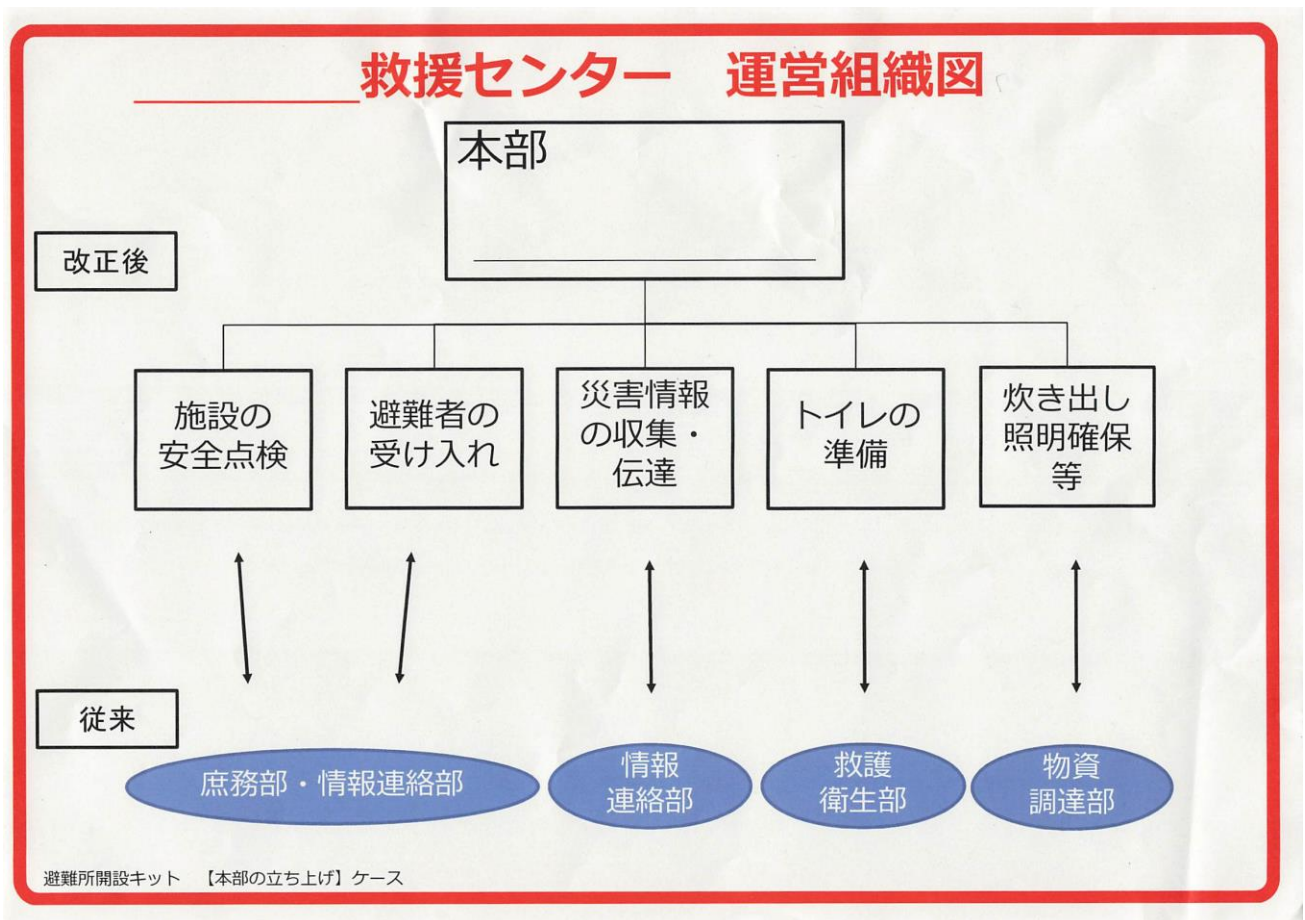 救援センター　運営組織図
本部
改正後
施設の
安全点検
避難者の
受け入れ
災害情報
の収集・
伝達
トイレの
準備
炊き出し
照明確保
等
従来
庶務部・情報連絡部
情報
連絡部
救護
衛生部
物資
調達部
避難所開設キット　【本部の立ち上げ】ケース